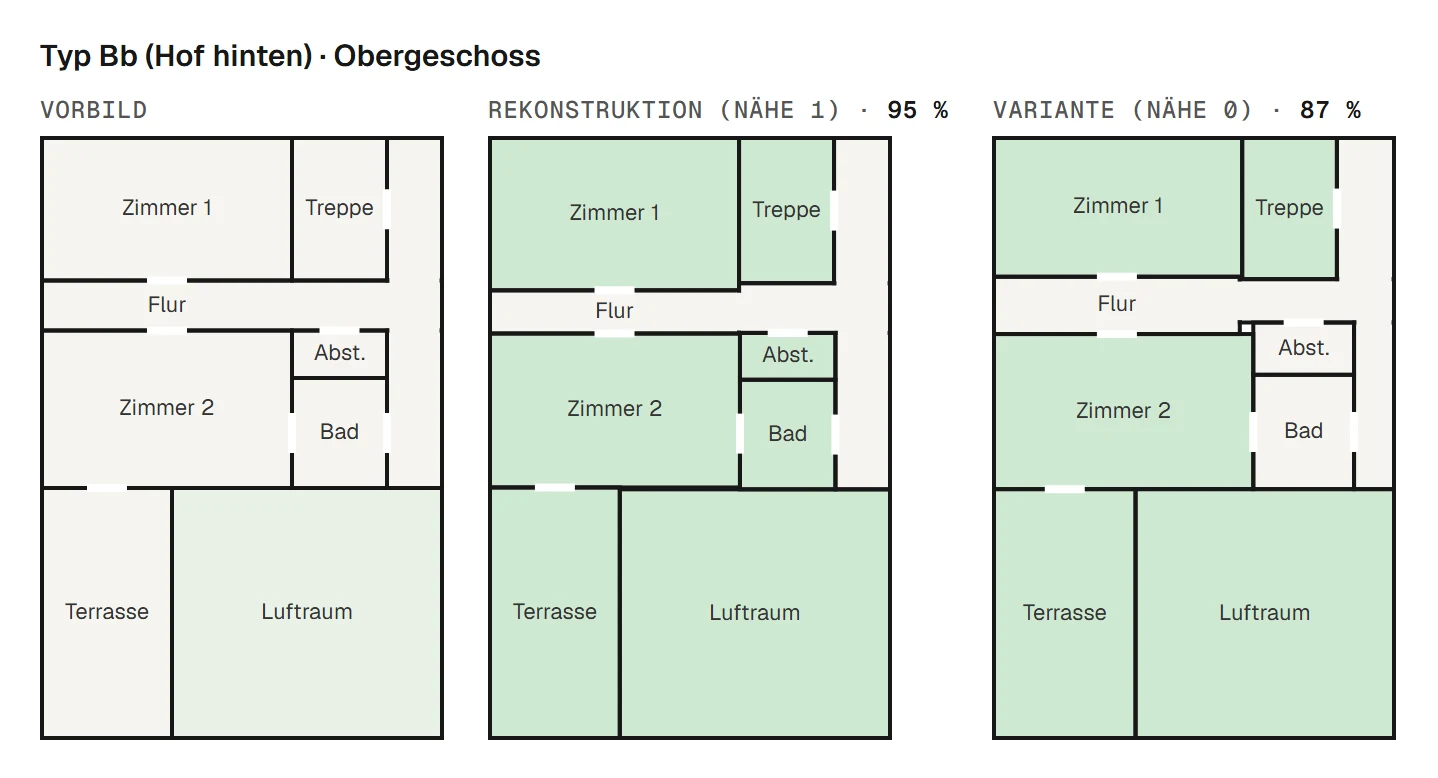 Typ Bb (Hof hinten) · Obergeschoss
VORBILD
REKONSTRUKTION (NÄHE 1) · 95 %
VARIANTE (NÄHE 0) · 87 %
Zimmer 1
Treppe
Flur
Abst.
Zimmer 2
Bad
Terrasse
Luftraum
Zimmer 1
Treppe
Flur
Abst.
Zimmer 2
Bad
Terrasse
Luftraum
Zimmer 1
Treppe
Flur
Abst.
Zimmer 2
Bad
Terrasse
Luftraum